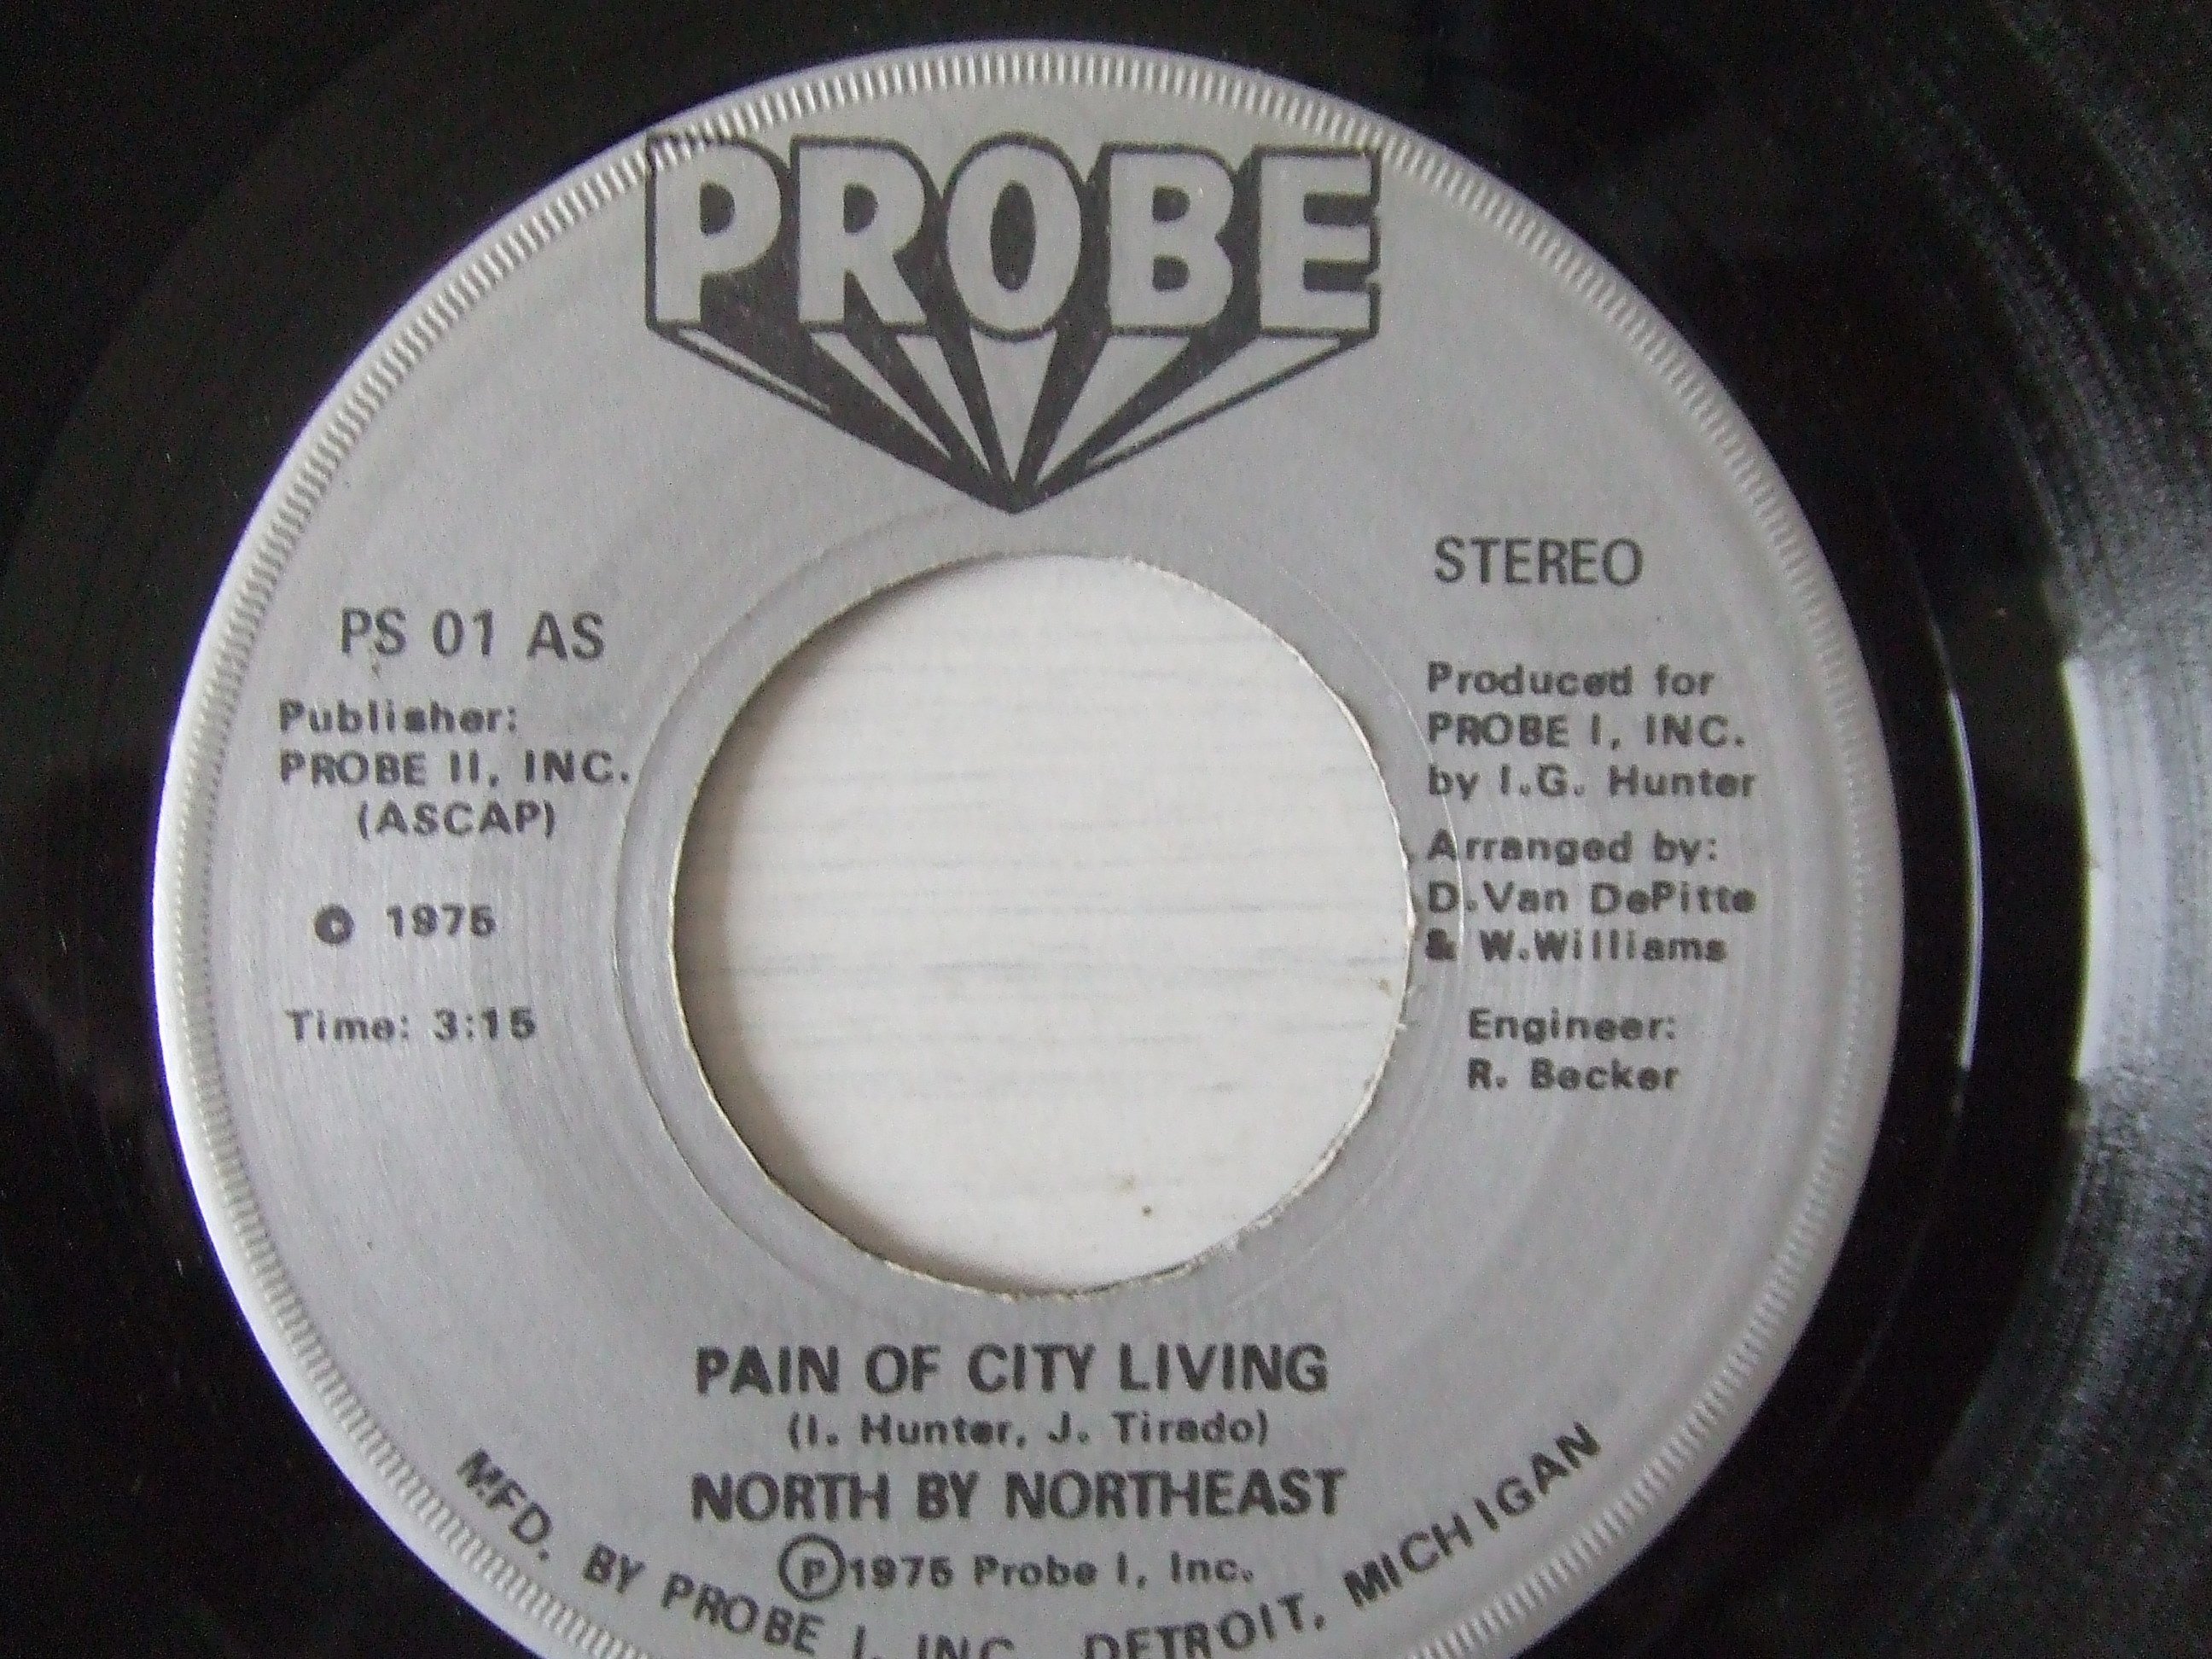 PROBE
STEREO
PS 01 AS
Publisher:
PROBE II, INC.
(ASCAP)
© 1975
Time: 3:15
Produced for
PROBE I, INC.
by I.G. Hunter
Arranged by:
D.Van DePitte
& W.Williams
Engineer:
R. Becker
PAIN OF CITY LIVING
(I. Hunter, J. Tirado)
NORTH BY NORTHEAST
℗1975 Probe I, Inc.
MFD. BY PROBE I, INC. DETROIT, MICHIGAN